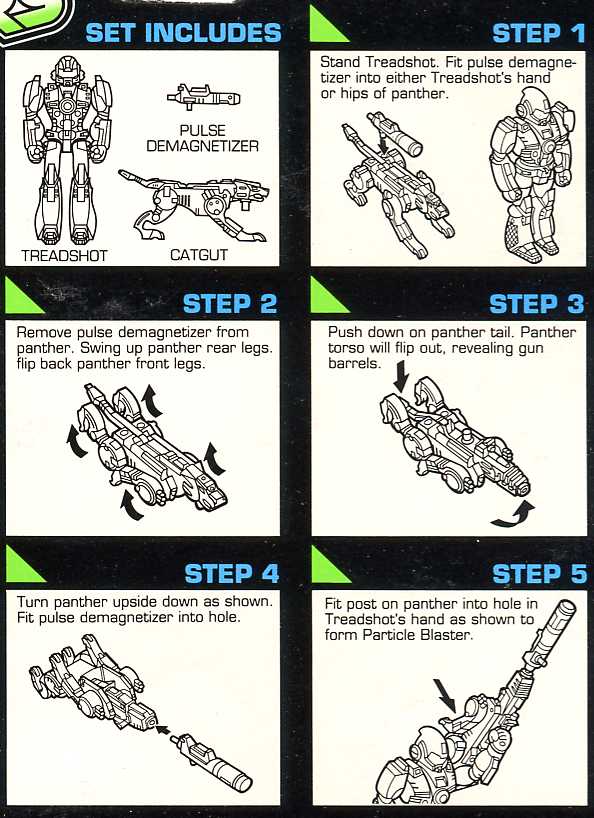 SET INCLUDES
PULSE
DEMAGNETIZER
TREADSHOT
CATGUT
STEP 1
Stand Treadshot. Fit pulse demagne-
tizer into either Treadshot's hand
or hips of panther.
STEP 2
Remove pulse demagnetizer from
panther. Swing up panther rear legs.
flip back panther front legs.
STEP 3
Push down on panther tail. Panther
torso will flip out, revealing gun
barrels.
STEP 4
Turn panther upside down as shown.
Fit pulse demagnetizer into hole.
STEP 5
Fit post on panther into hole in
Treadshot's hand as shown to
form Particle Blaster.